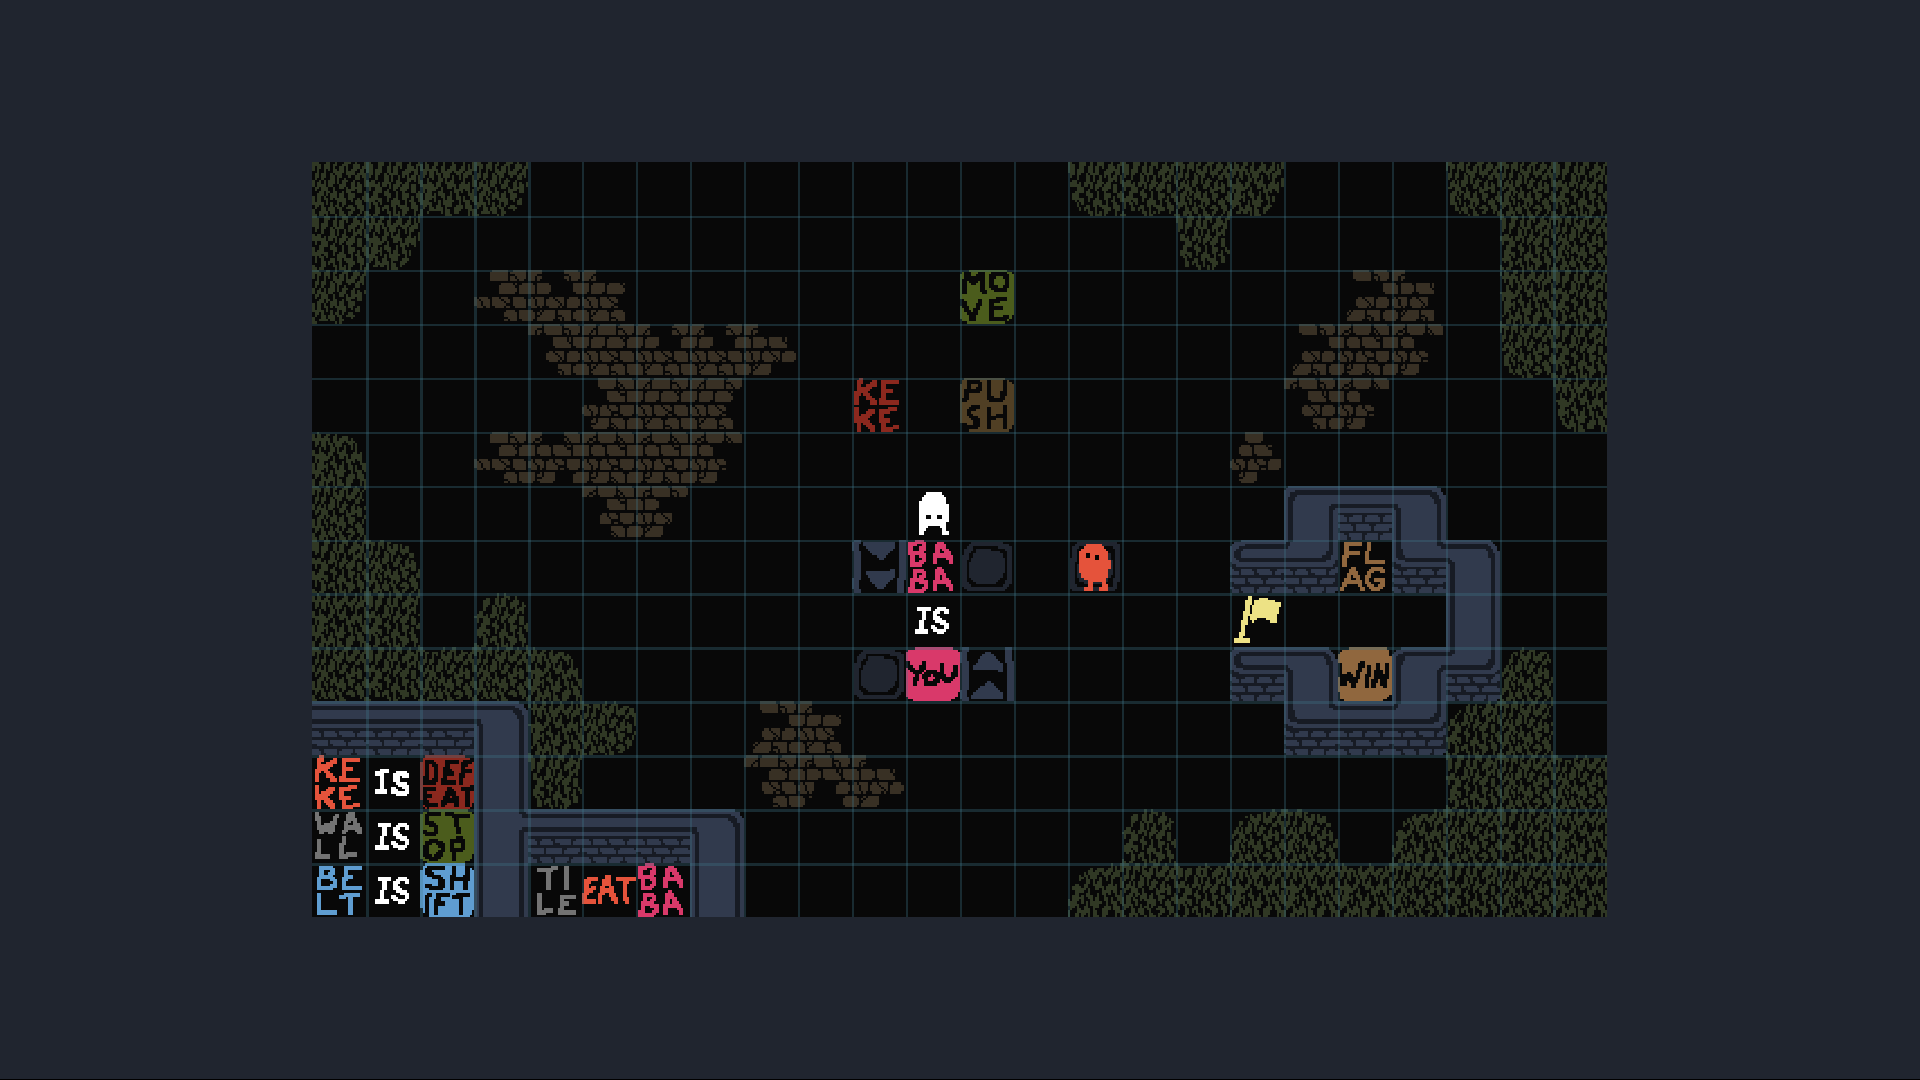 MOVE
KEKE PUSH
BABA FLAG
IS
YOU WIN
KEKE IS DEFEAT
WALL IS STOP
BELT IS SHIFT TILE EAT BABA